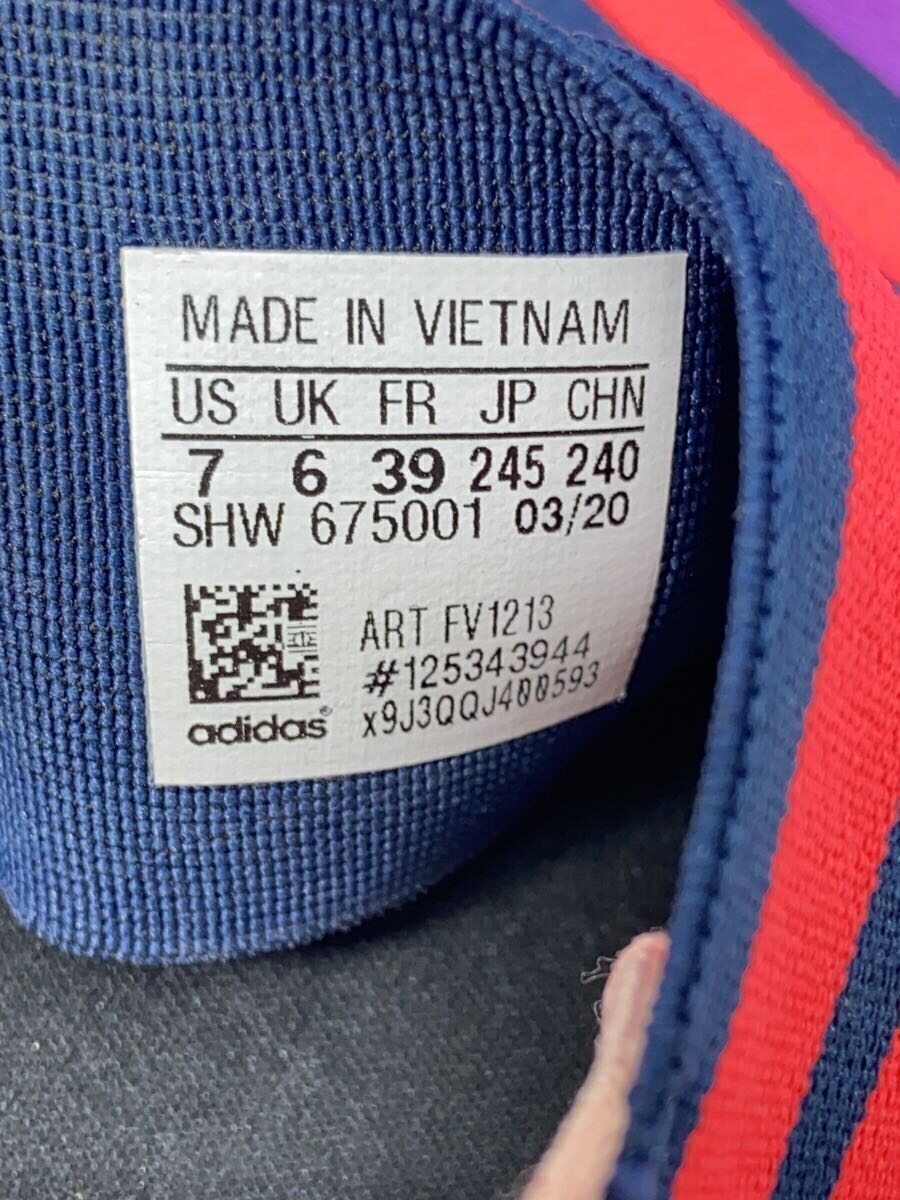 MADE IN VIETNAM
US UK FR JP CHN
7 6 39 245 240
SHW 675001 03/20
ART FV1213
#125343944
x9J3QQJ400593
adidas®